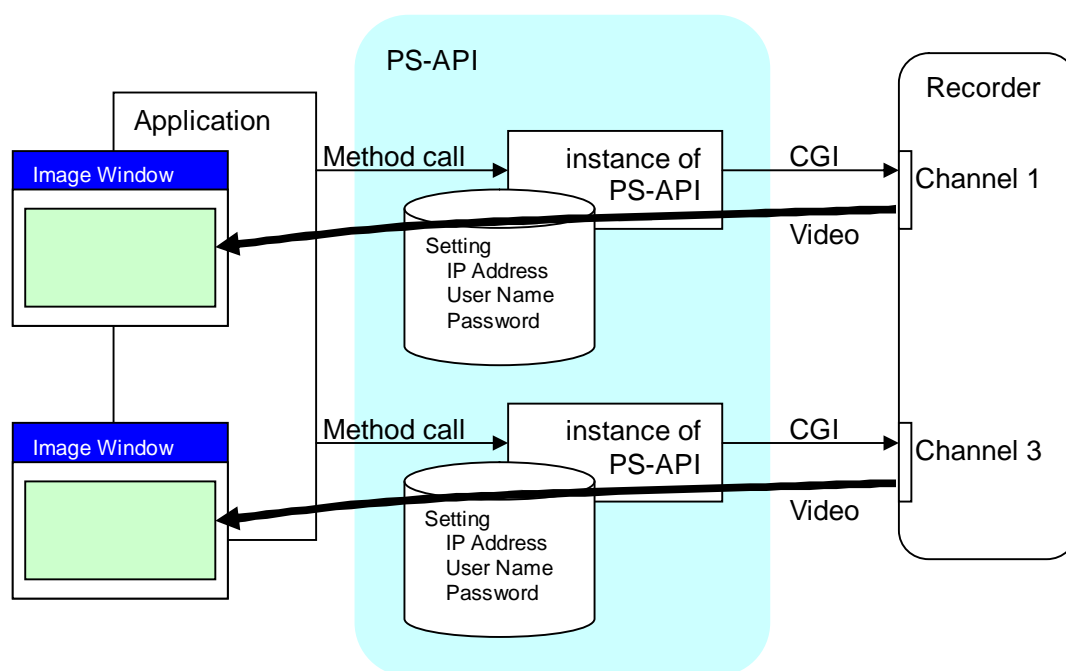 PS-API
Recorder
Application
Image Window
Method call
instance of
PS-API
CGI
Channel 1
Video
Setting
IP Address
User Name
Password
Image Window
Method call
instance of
PS-API
CGI
Channel 3
Video
Setting
IP Address
User Name
Password